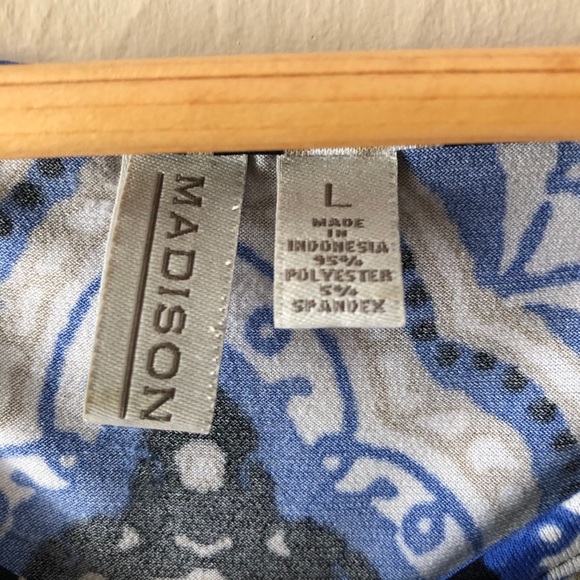 MADISON
L
MADE
IN
INDONESIA
95%
POLYESTER
5%
SPANDEX